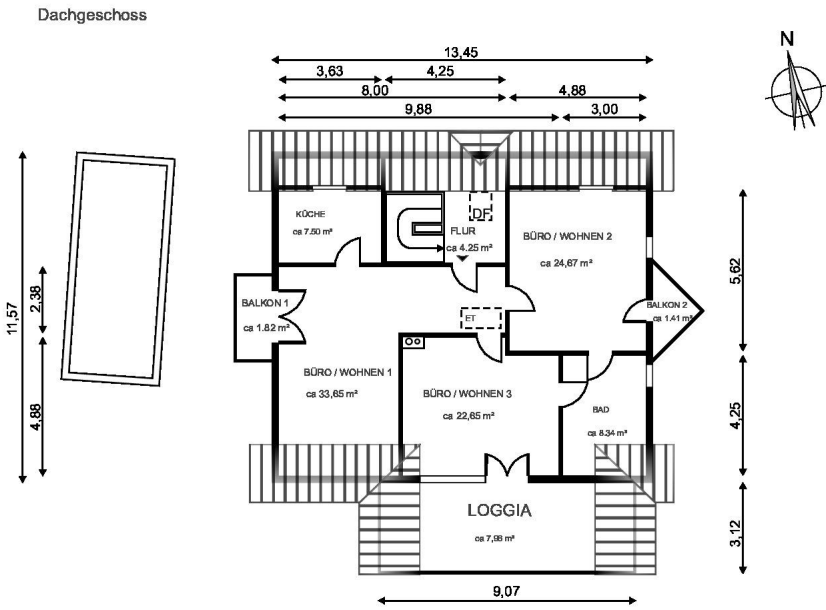 Dachgeschoss
N
13,45
3,63
4,25
8,00
4,88
9,88
3,00
KÜCHE
ca 7.50 m²
DF
FLUR
ca 4.25 m²
BÜRO / WOHNEN 2
ca 24,67 m²
11,57
2,38
4,88
5,62
4,25
3,12
BALKON 1
ca 1.82 m²
ET
BALKON 2
ca 1.41 m²
BÜRO / WOHNEN 1
ca 33,65 m²
BÜRO / WOHNEN 3
ca 22,65 m²
BAD
ca 8.34 m²
LOGGIA
ca 7,98 m²
9,07